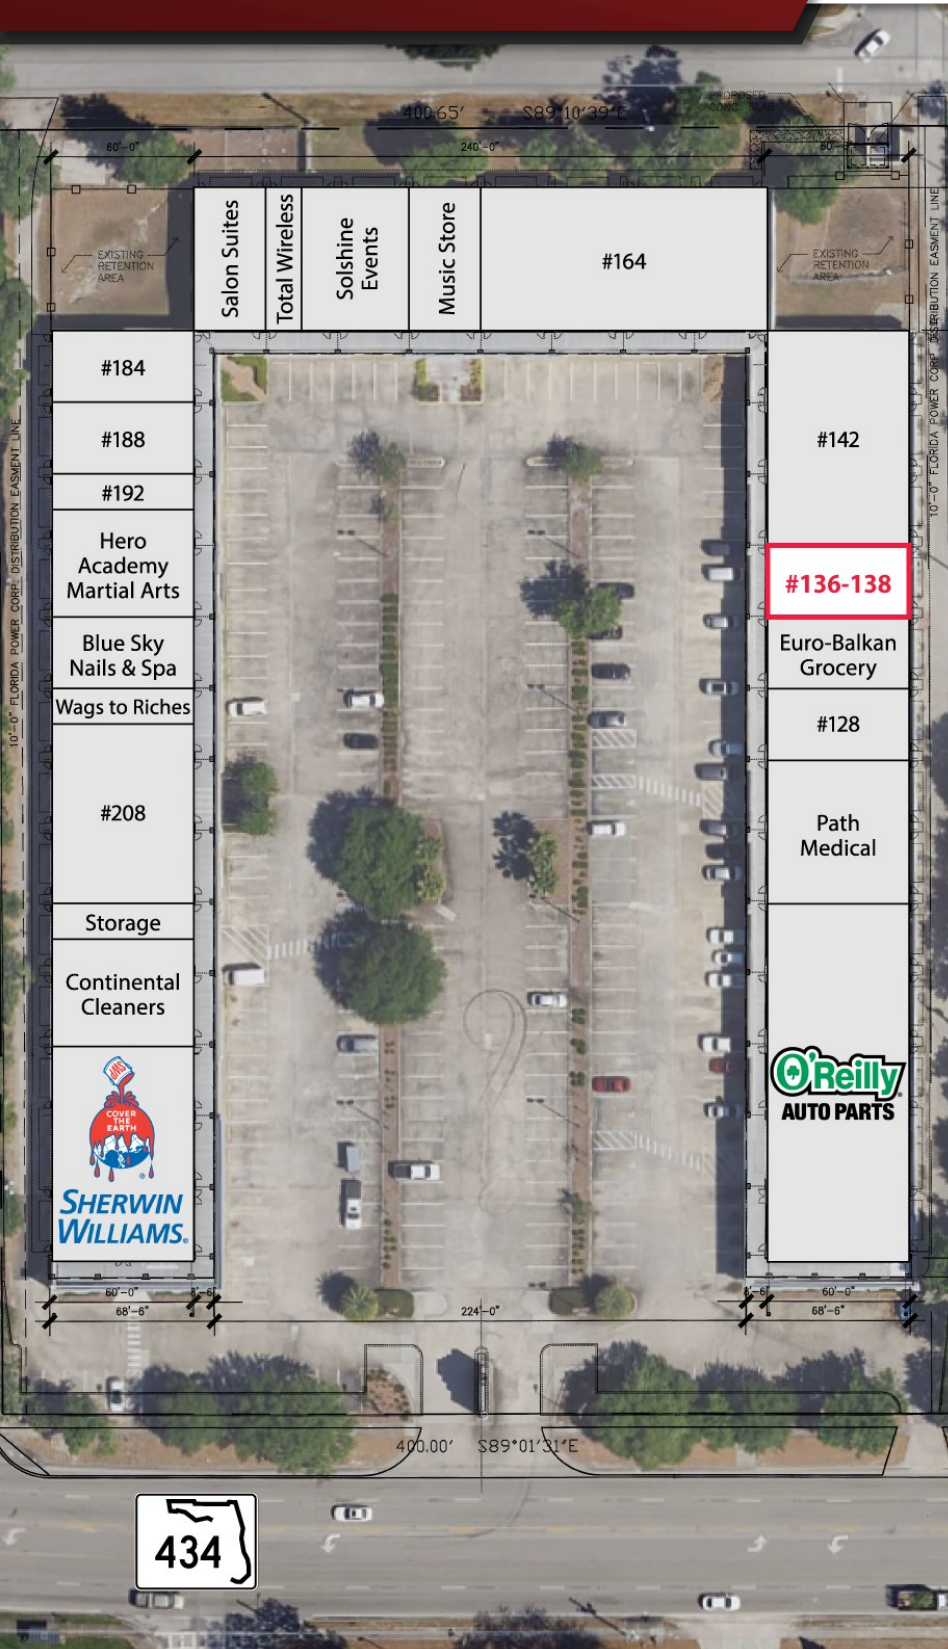 PROPOSED
400.65' S89°10'39"E
60'-0"
240'-0"
Salon Suites
Total Wireless
Solshine
Events
Music Store
#164
EXISTING
RETENTION
AREA
EXISTING
RETENTION
AREA
10'-0" FLORIDA POWER CORP. DISTRIBUTION EASMENT LINE
10'-0" FLORIDA POWER CORP. DISTRIBUTION EASMENT LINE
#184
#188
#192
Hero
Academy
Martial Arts
Blue Sky
Nails & Spa
Wags to Riches
#208
Storage
Continental
Cleaners
SWP
COVER
THE
EARTH
®
SHERWIN
WILLIAMS®
#142
#136-138
Euro-Balkan
Grocery
#128
Path
Medical
O'Reilly
AUTO PARTS
60'-0"
68'-6"
224'-0"
60'-0"
68'-6"
400.00' S89°01'31"E
434